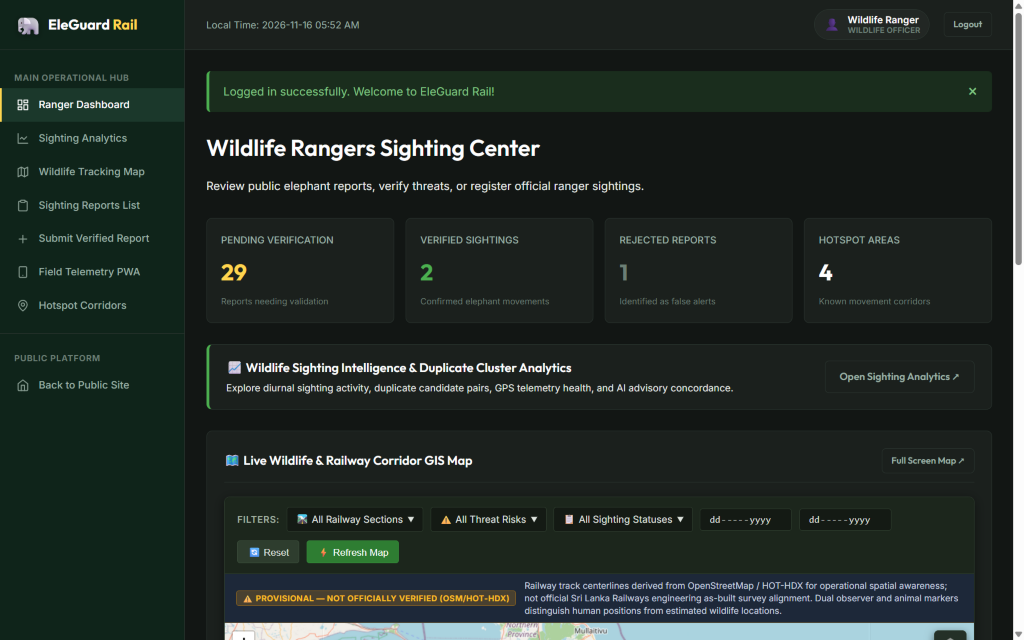 EleGuard Rail
Local Time: 2026-11-16 05:52 AM
Wildlife Ranger
WILDLIFE OFFICER
Logout
MAIN OPERATIONAL HUB
Ranger Dashboard
Sighting Analytics
Wildlife Tracking Map
Sighting Reports List
Submit Verified Report
Field Telemetry PWA
Hotspot Corridors
PUBLIC PLATFORM
Back to Public Site
Logged in successfully. Welcome to EleGuard Rail!
×
Wildlife Rangers Sighting Center
Review public elephant reports, verify threats, or register official ranger sightings.
PENDING VERIFICATION
29
Reports needing validation
VERIFIED SIGHTINGS
2
Confirmed elephant movements
REJECTED REPORTS
1
Identified as false alerts
HOTSPOT AREAS
4
Known movement corridors
Wildlife Sighting Intelligence & Duplicate Cluster Analytics
Explore diurnal sighting activity, duplicate candidate pairs, GPS telemetry health, and AI advisory concordance.
Open Sighting Analytics ↗
Live Wildlife & Railway Corridor GIS Map
Full Screen Map ↗
FILTERS:
All Railway Sections ▼
All Threat Risks ▼
All Sighting Statuses ▼
dd-----yyyy
dd-----yyyy
Reset
Refresh Map
PROVISIONAL — NOT OFFICIALLY VERIFIED (OSM/HOT-HDX)
Railway track centerlines derived from OpenStreetMap / HOT-HDX for operational spatial awareness;
not official Sri Lanka Railways engineering as-built survey alignment. Dual observer and animal markers
distinguish human positions from estimated wildlife locations.
Northern
Province
Mullaitivu